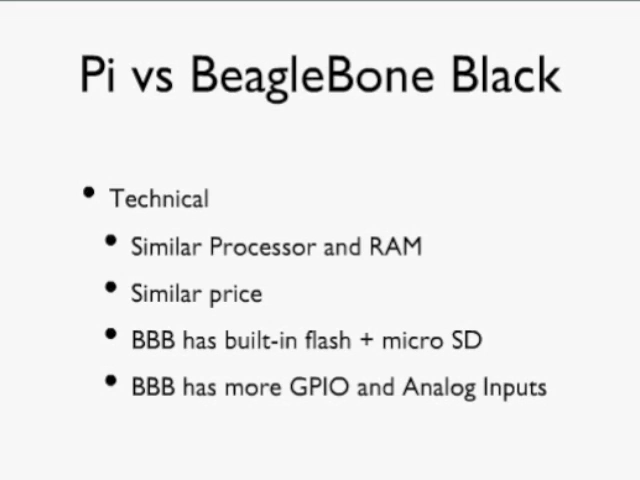 Pi vs BeagleBone Black
• Technical
• Similar Processor and RAM
• Similar price
• BBB has built-in flash + micro SD
• BBB has more GPIO and Analog Inputs